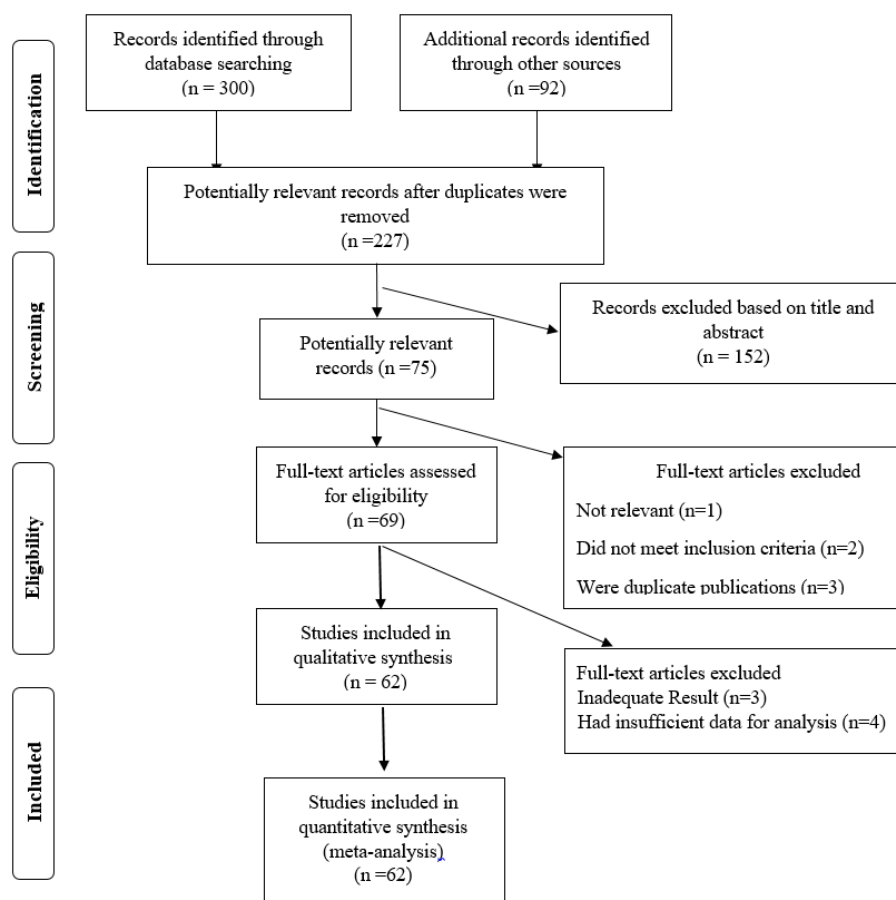 Records identified through
database searching
(n = 300)
Additional records identified
through other sources
(n =92)
Identification
Potentially relevant records after duplicates were
removed
(n =227)
Screening
Records excluded based on title and
abstract
(n = 152)
Potentially relevant
records (n =75)
Eligibility
Full-text articles assessed
for eligibility
(n =69)
Full-text articles excluded
Not relevant (n=1)
Did not meet inclusion criteria (n=2)
Were duplicate publications (n=3)
Studies included in
qualitative synthesis
(n = 62)
Full-text articles excluded
Inadequate Result (n=3)
Had insufficient data for analysis (n=4)
Included
Studies included in
quantitative synthesis
(meta-analysis)
(n =62)